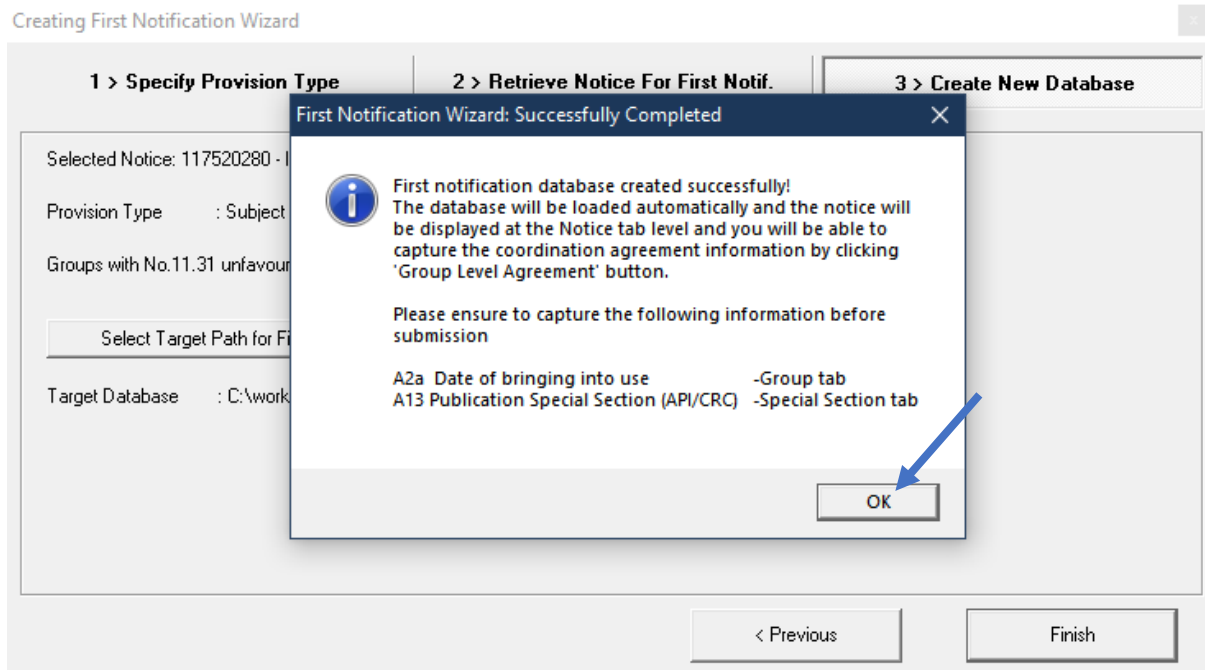 Creating First Notification Wizard
x
1 > Specify Provision Type
2 > Retrieve Notice For First Notif.
3 > Create New Database
First Notification Wizard: Successfully Completed
Selected Notice: 117520280 -
Provision Type : Subject
Groups with No.11.31 unfavour
Select Target Path for Fi
Target Database : C:\work
First notification database created successfully!
The database will be loaded automatically and the notice will
be displayed at the Notice tab level and you will be able to
capture the coordination agreement information by clicking
'Group Level Agreement' button.
Please ensure to capture the following information before
submission
A2a Date of bringing into use -Group tab
A13 Publication Special Section (API/CRC) -Special Section tab
OK
< Previous
Finish